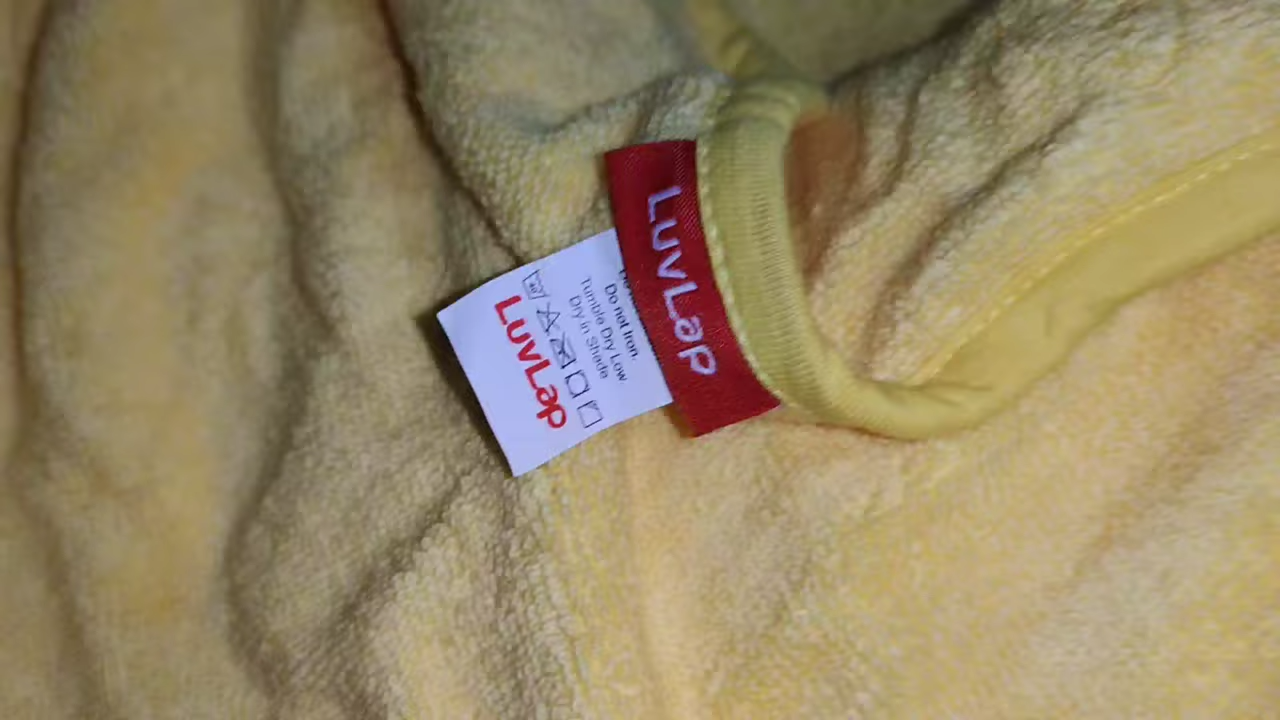 LuvLap
Do not Iron.
Tumble Dry Low
Dry in Shade
LuvLap